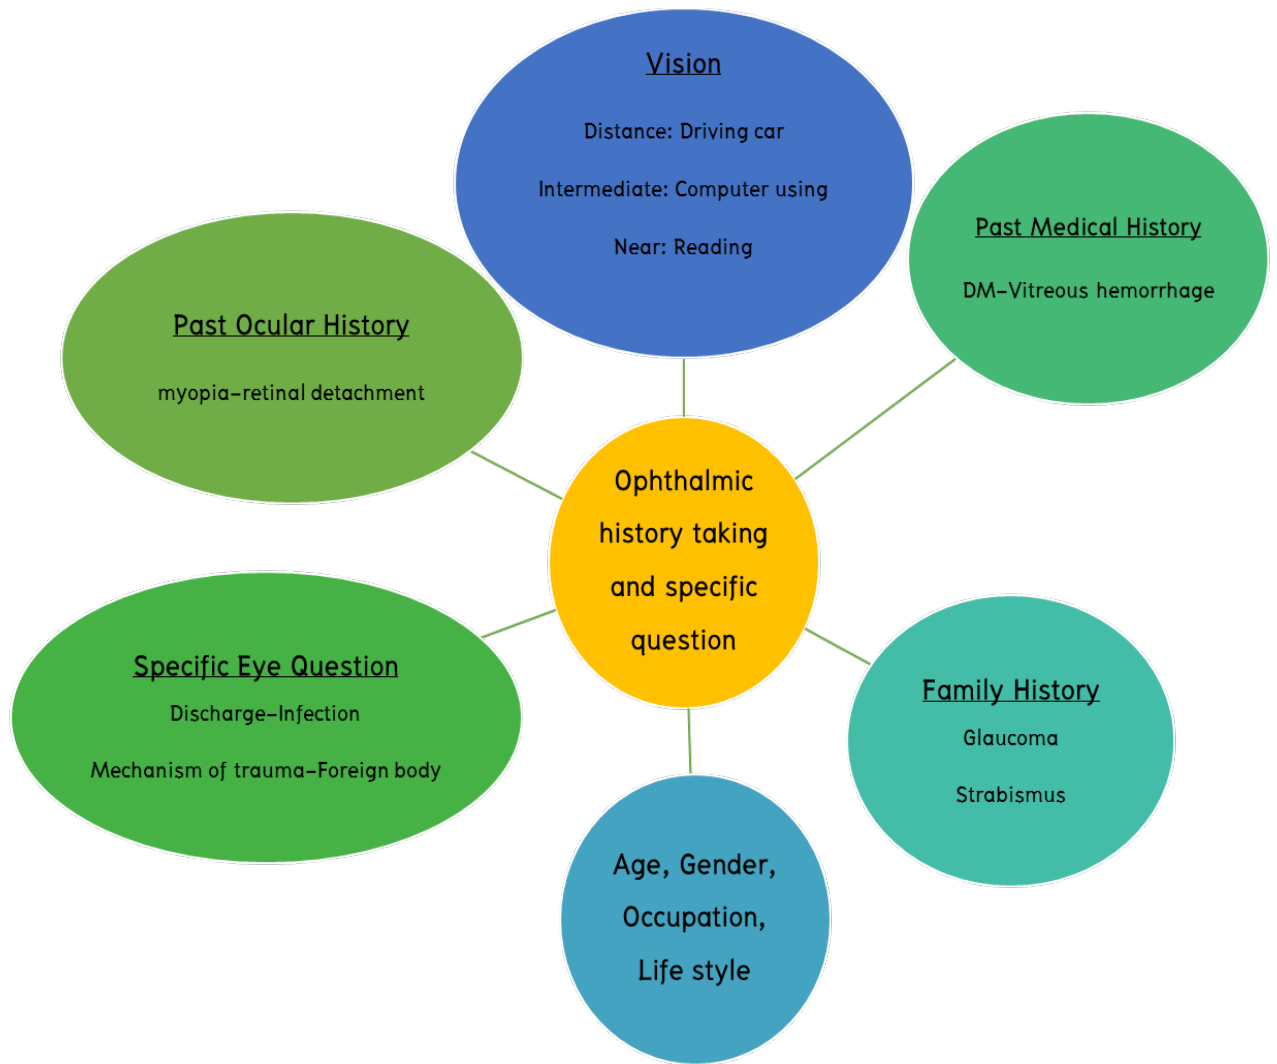 Vision
Distance: Driving car
Intermediate: Computer using
Near: Reading
Past Medical History
DM-Vitreous hemorrhage
Past Ocular History
myopia-retinal detachment
Ophthalmic
history taking
and specific
question
Specific Eye Question
Discharge-Infection
Mechanism of trauma-Foreign body
Family History
Glaucoma
Strabismus
Age, Gender,
Occupation,
Life style